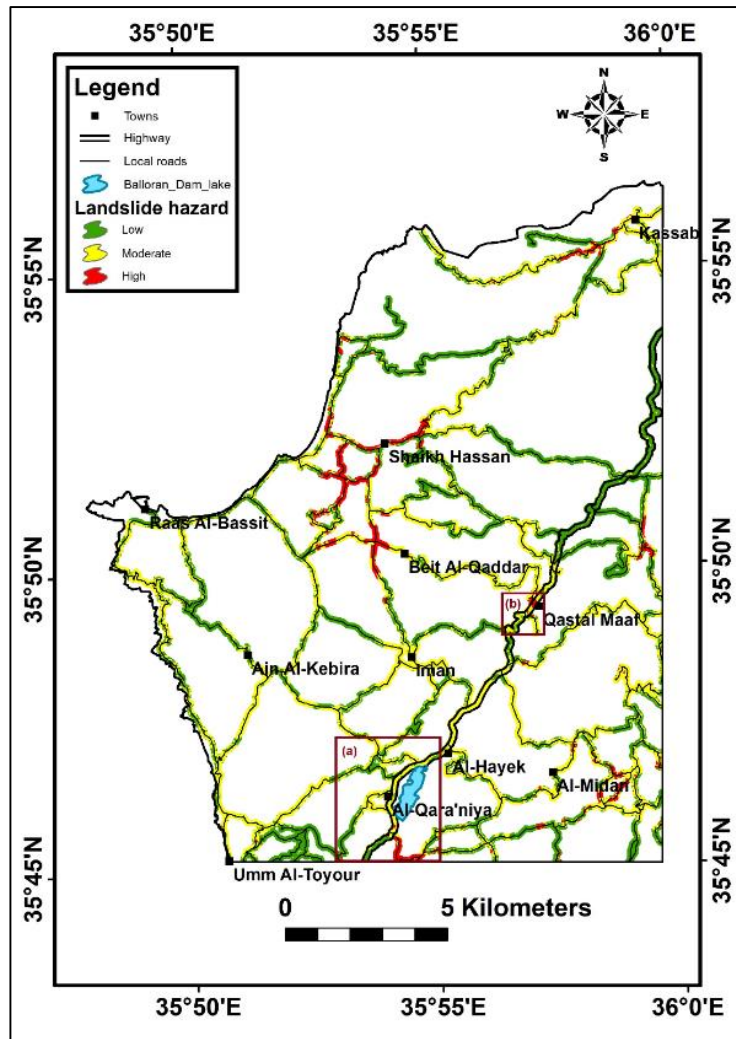 35°50'E
35°55'E
36°0'E
Legend
Towns
Highway
Local roads
Balloran_Dam_lake
Landslide hazard
Low
Moderate
High
N
W
E
S
35°55'N
35°55'N
35°50'N
35°50'N
35°45'N
35°45'N
Kassab
Shaikh Hassan
Raas Al-Bassit
Beit Al-Qaddar
(b)
Qastal Maaf
Ajn Al-Kebira
Iman
(a)
Al-Hayek
Al-Midan
Al-Qara'niya
Umm Al-Toyour
0
5 Kilometers
35°50'E
35°55'E
36°0'E